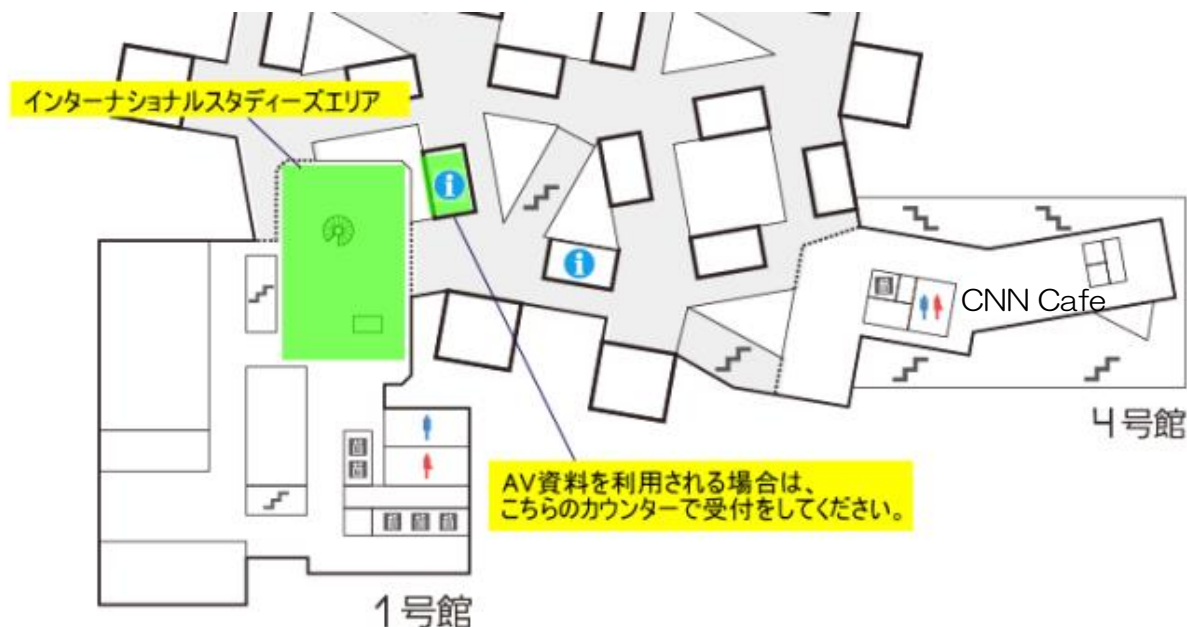 インターナショナルスタディーズエリア
CNN Cafe
4号館
AV資料を利用される場合は、
こちらのカウンターで受付をしてください。
1号館